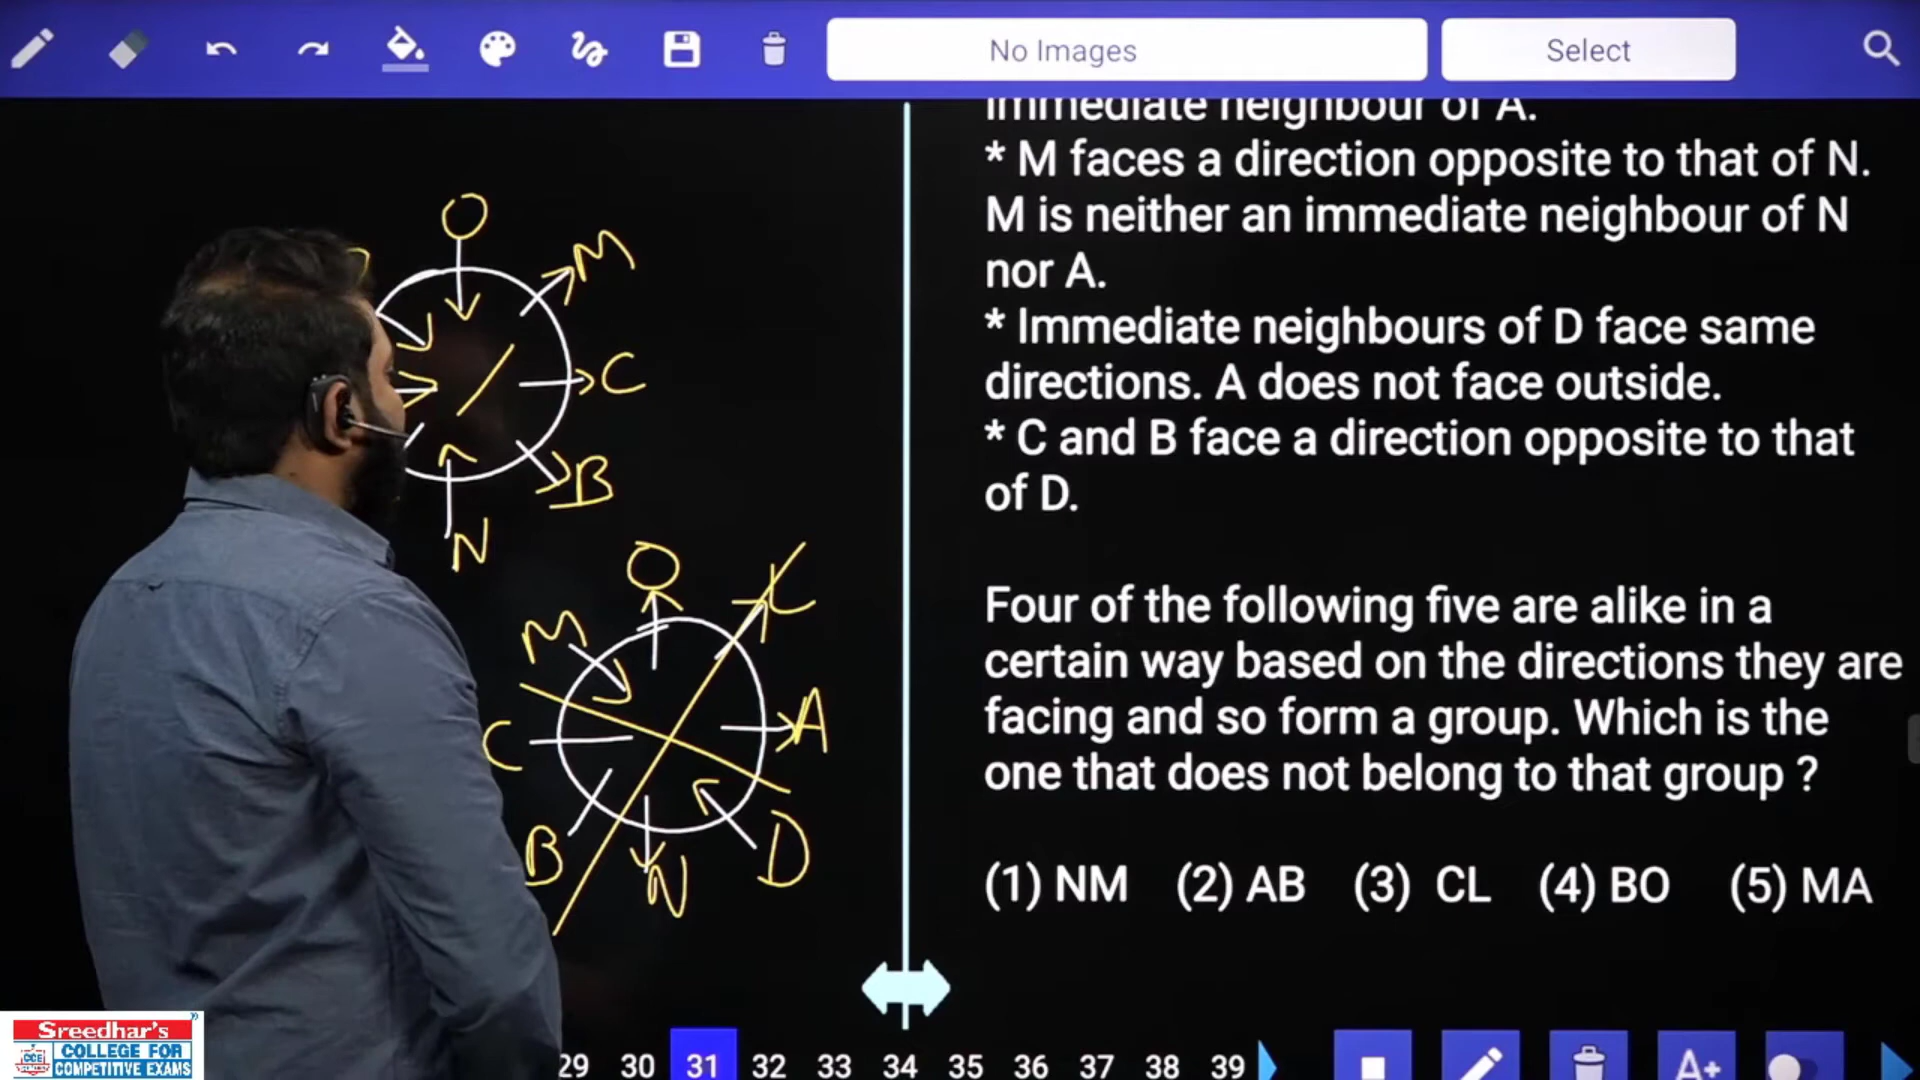 No Images
Select
Immediate neighbour of A.
* M faces a direction opposite to that of N.
M is neither an immediate neighbour of N
nor A.
* Immediate neighbours of D face same
directions. A does not face outside.
* C and B face a direction opposite to that
of D.
Four of the following five are alike in a
certain way based on the directions they are
facing and so form a group. Which is the
one that does not belong to that group ?
(1) NM (2) AB (3) CL (4) BO (5) MA
O
M
C
B
N
O
L
M
A
C
B
N
D
29 30 31 32 33 34 35 36 37 38 39
A+
Sreedhar's
CCE
COLLEGE FOR
COMPETITIVE EXAMS